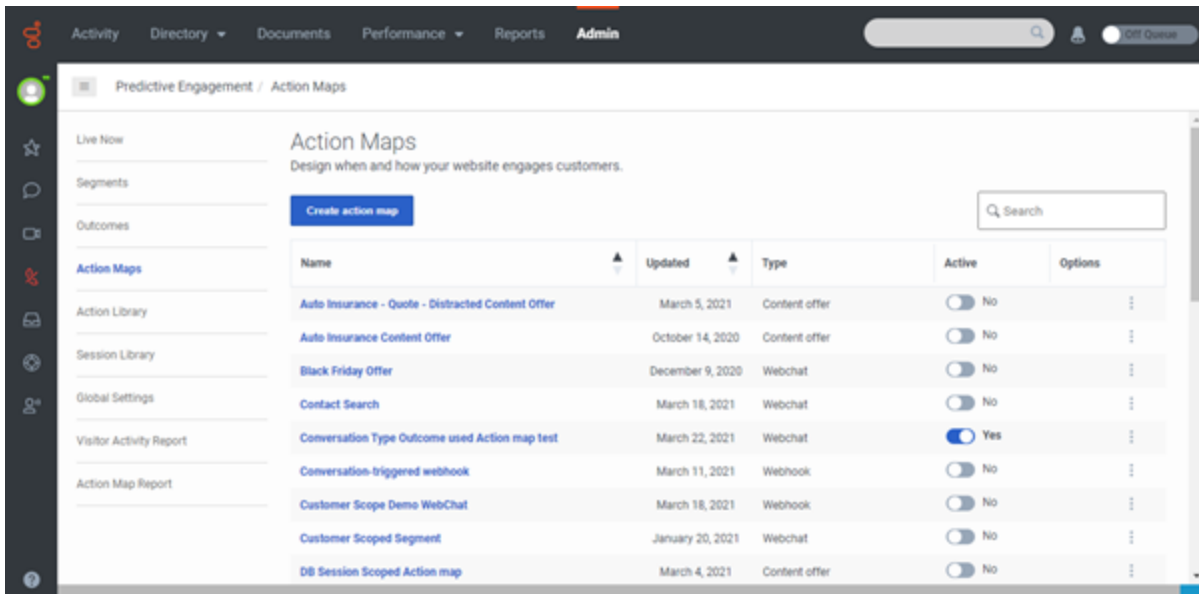 Activity Directory Documents Performance Reports Admin Off Queue
Predictive Engagement / Action Maps
Live Now
Segments
Outcomes
Action Maps
Action Library
Session Library
Global Settings
Visitor Activity Report
Action Map Report
Action Maps
Design when and how your website engages customers.
Create action map
Search
Name Updated Type Active Options
Auto Insurance - Quote - Distracted Content Offer March 5, 2021 Content offer No
Auto Insurance Content Offer October 14, 2020 Content offer No
Black Friday Offer December 9, 2020 Webchat No
Contact Search March 18, 2021 Webchat No
Conversation Type Outcome used Action map test March 22, 2021 Webchat Yes
Conversation-triggered webhook March 11, 2021 Webhook No
Customer Scope Demo WebChat March 18, 2021 Webhook No
Customer Scoped Segment January 20, 2021 Webchat No
DB Session Scoped Action map March 4, 2021 Content offer No